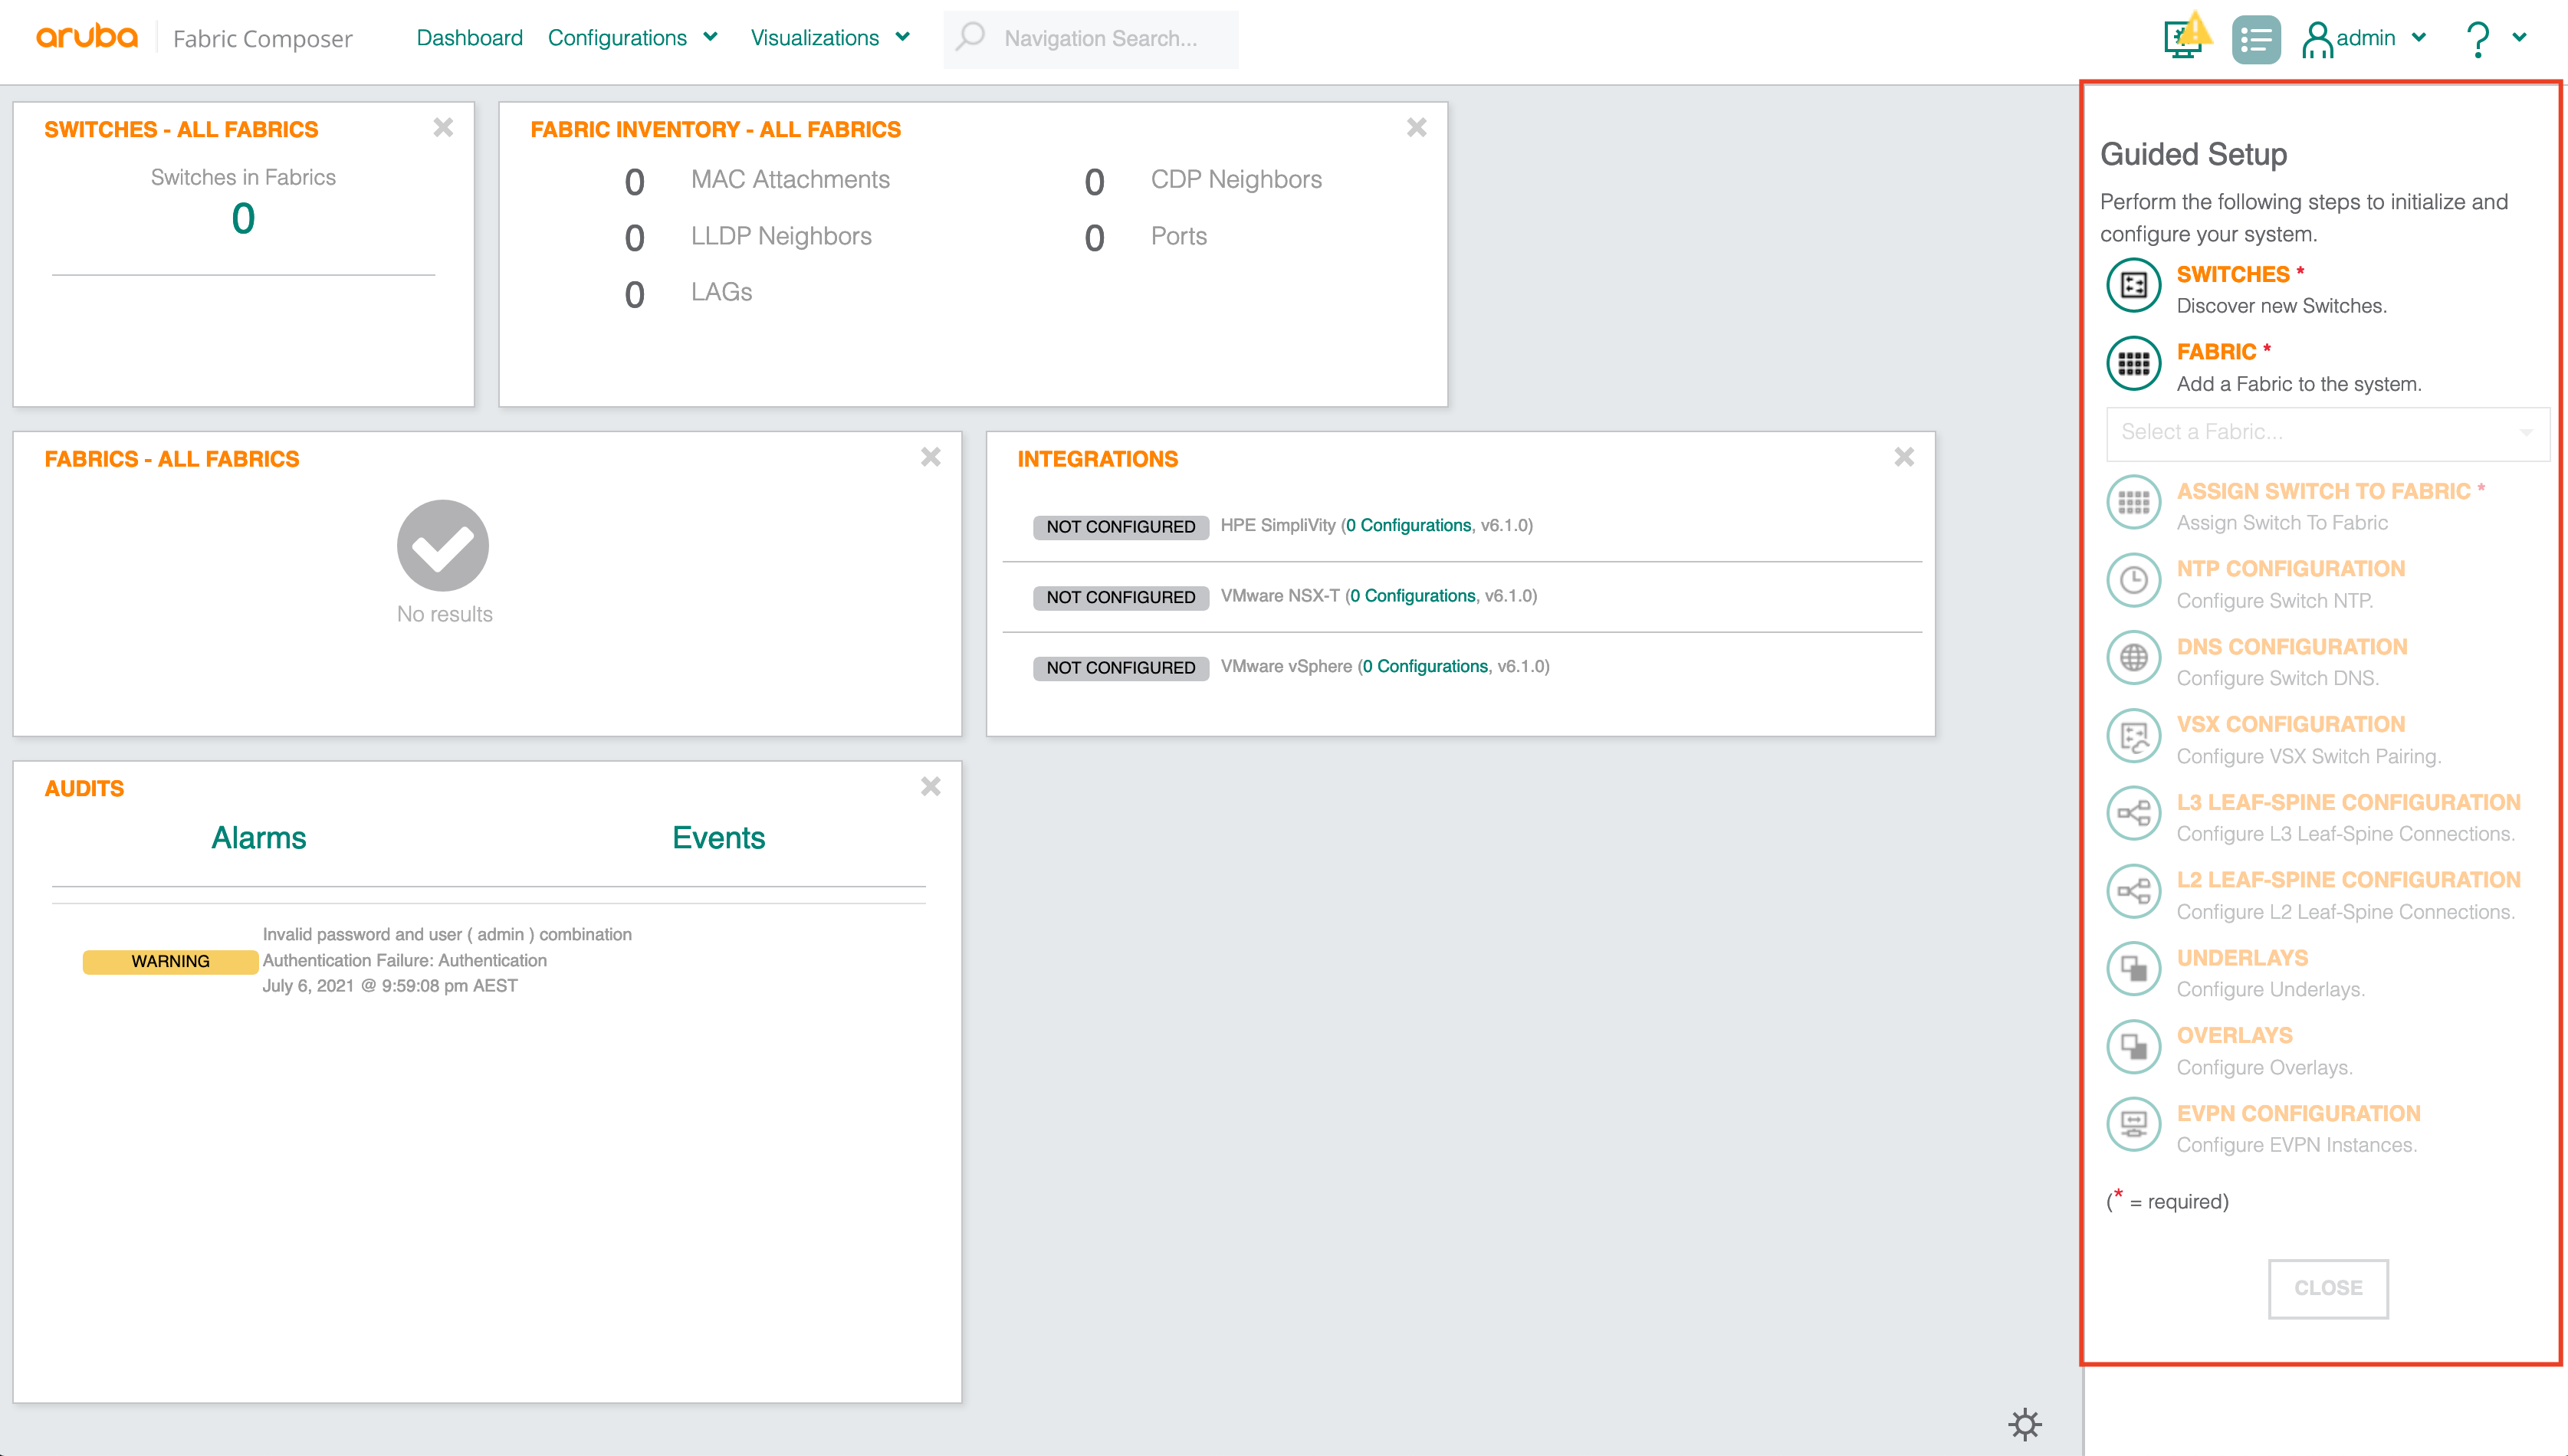 aruba
Fabric Composer
Dashboard
Configurations
Visualizations
Navigation Search...
admin
?
SWITCHES - ALL FABRICS
Switches in Fabrics
0
FABRIC INVENTORY - ALL FABRICS
0 MAC Attachments
0 CDP Neighbors
0 LLDP Neighbors
0 Ports
0 LAGs
FABRICS - ALL FABRICS
No results
INTEGRATIONS
NOT CONFIGURED HPE SimpliVity (0 Configurations, v6.1.0)
NOT CONFIGURED VMware NSX-T (0 Configurations, v6.1.0)
NOT CONFIGURED VMware vSphere (0 Configurations, v6.1.0)
AUDITS
Alarms
Events
WARNING
Invalid password and user ( admin ) combination
Authentication Failure: Authentication
July 6, 2021 @ 9:59:08 pm AEST
Guided Setup
Perform the following steps to initialize and
configure your system.
SWITCHES *
Discover new Switches.
FABRIC *
Add a Fabric to the system.
Select a Fabric...
ASSIGN SWITCH TO FABRIC *
Assign Switch To Fabric
NTP CONFIGURATION
Configure Switch NTP.
DNS CONFIGURATION
Configure Switch DNS.
VSX CONFIGURATION
Configure VSX Switch Pairing.
L3 LEAF-SPINE CONFIGURATION
Configure L3 Leaf-Spine Connections.
L2 LEAF-SPINE CONFIGURATION
Configure L2 Leaf-Spine Connections.
UNDERLAYS
Configure Underlays.
OVERLAYS
Configure Overlays.
EVPN CONFIGURATION
Configure EVPN Instances.
(* = required)
CLOSE